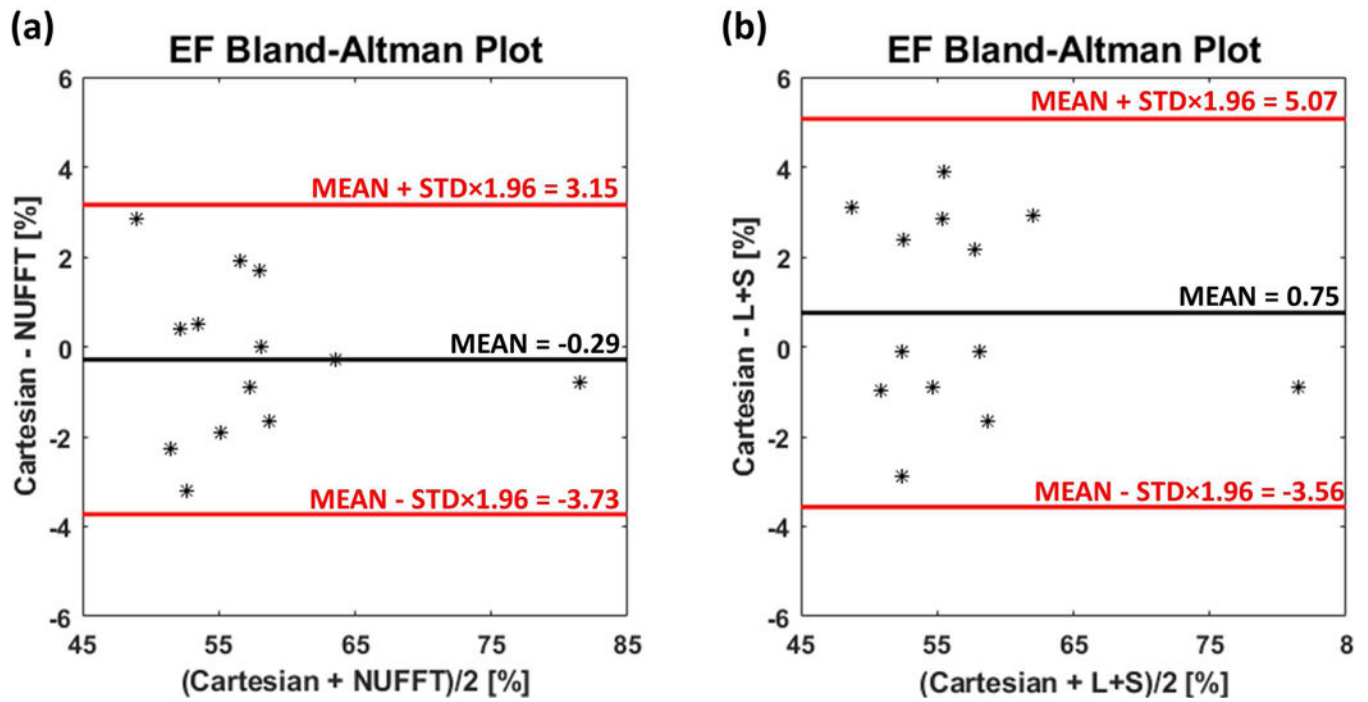 (a)
EF Bland-Altman Plot
Cartesian - NUFFT [%]
6
4
2
0
-2
-4
-6
MEAN + STD×1.96 = 3.15
MEAN = -0.29
MEAN - STD×1.96 = -3.73
45 55 65 75 85
(Cartesian + NUFFT)/2 [%]
(b)
EF Bland-Altman Plot
Cartesian - L+S [%]
6
4
2
0
-2
-4
-6
MEAN + STD×1.96 = 5.07
MEAN = 0.75
MEAN - STD×1.96 = -3.56
45 55 65 75 8
(Cartesian + L+S)/2 [%]